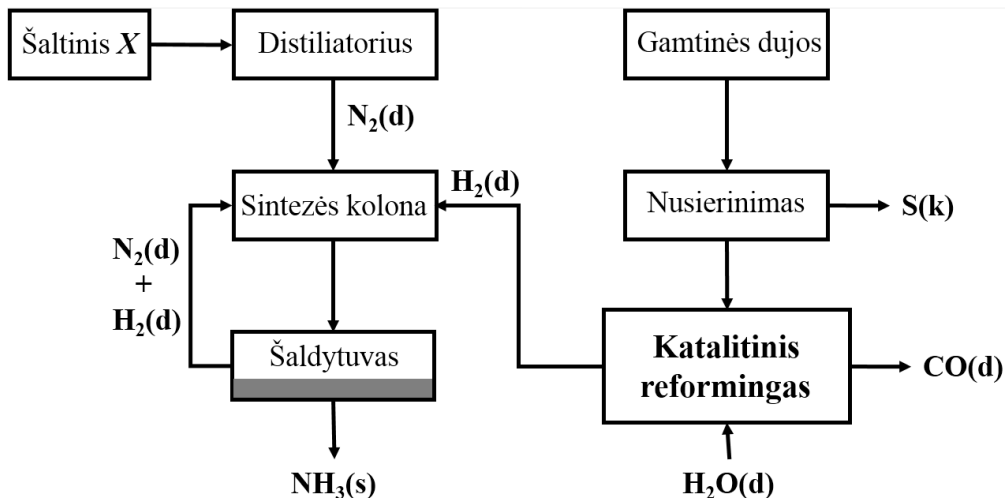 Šaltinis X
Distiliatorius
Gamtinės dujos
N₂(d)
Sintezės kolona
H₂(d)
Nusierinimas
S(k)
N₂(d)
+
H₂(d)
Šaldytuvas
Katalitinis
reformingas
CO(d)
NH₃(s)
H₂O(d)